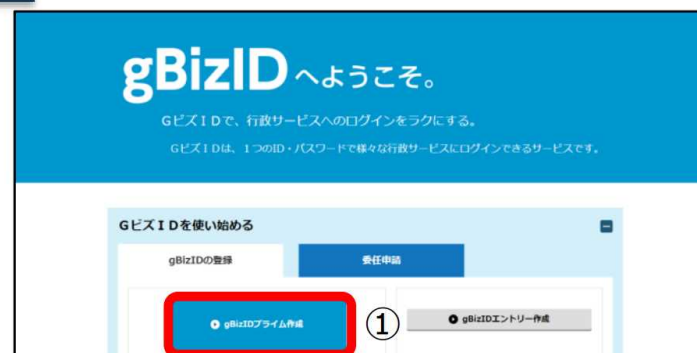 gBizIDへようこそ。
GビズIDで、行政サービスへのログインをラクにする。
GビズIDは、1つのID・パスワードで様々な行政サービスにログインできるサービスです。
GビズIDを使い始める
gBizIDの登録
委任申請
gBizIDプライム作成
①
gBizIDエントリー作成